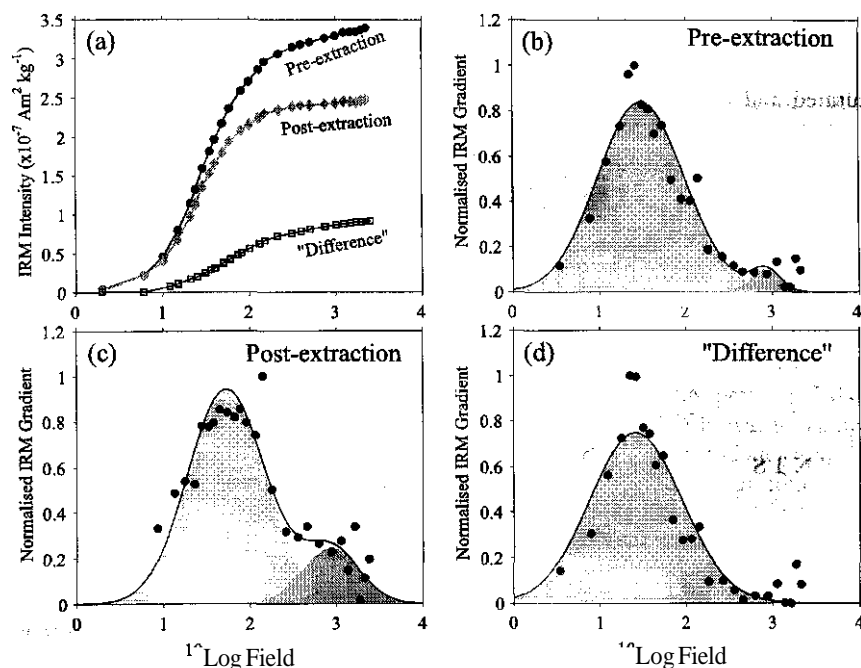 (a)
Pre-extraction
Post-extraction
"Difference"
IRM Intensity (x10⁻⁷ Am² kg⁻¹)
3.5
3
2.5
2
1.5
1
0.5
0
0 1 2 3 4
(b) Pre-extraction
Normalised IRM Gradient
1.2
1
0.8
0.6
0.4
0.2
0
0 1 2 3 4
(c) Post-extraction
Normalised IRM Gradient
1.2
1
0.8
0.6
0.4
0.2
0
0 1 2 3 4
Log Field
(d) "Difference"
Normalised IRM Gradient
1.2
1
0.8
0.6
0.4
0.2
0
0 1 2 3 4
Log Field